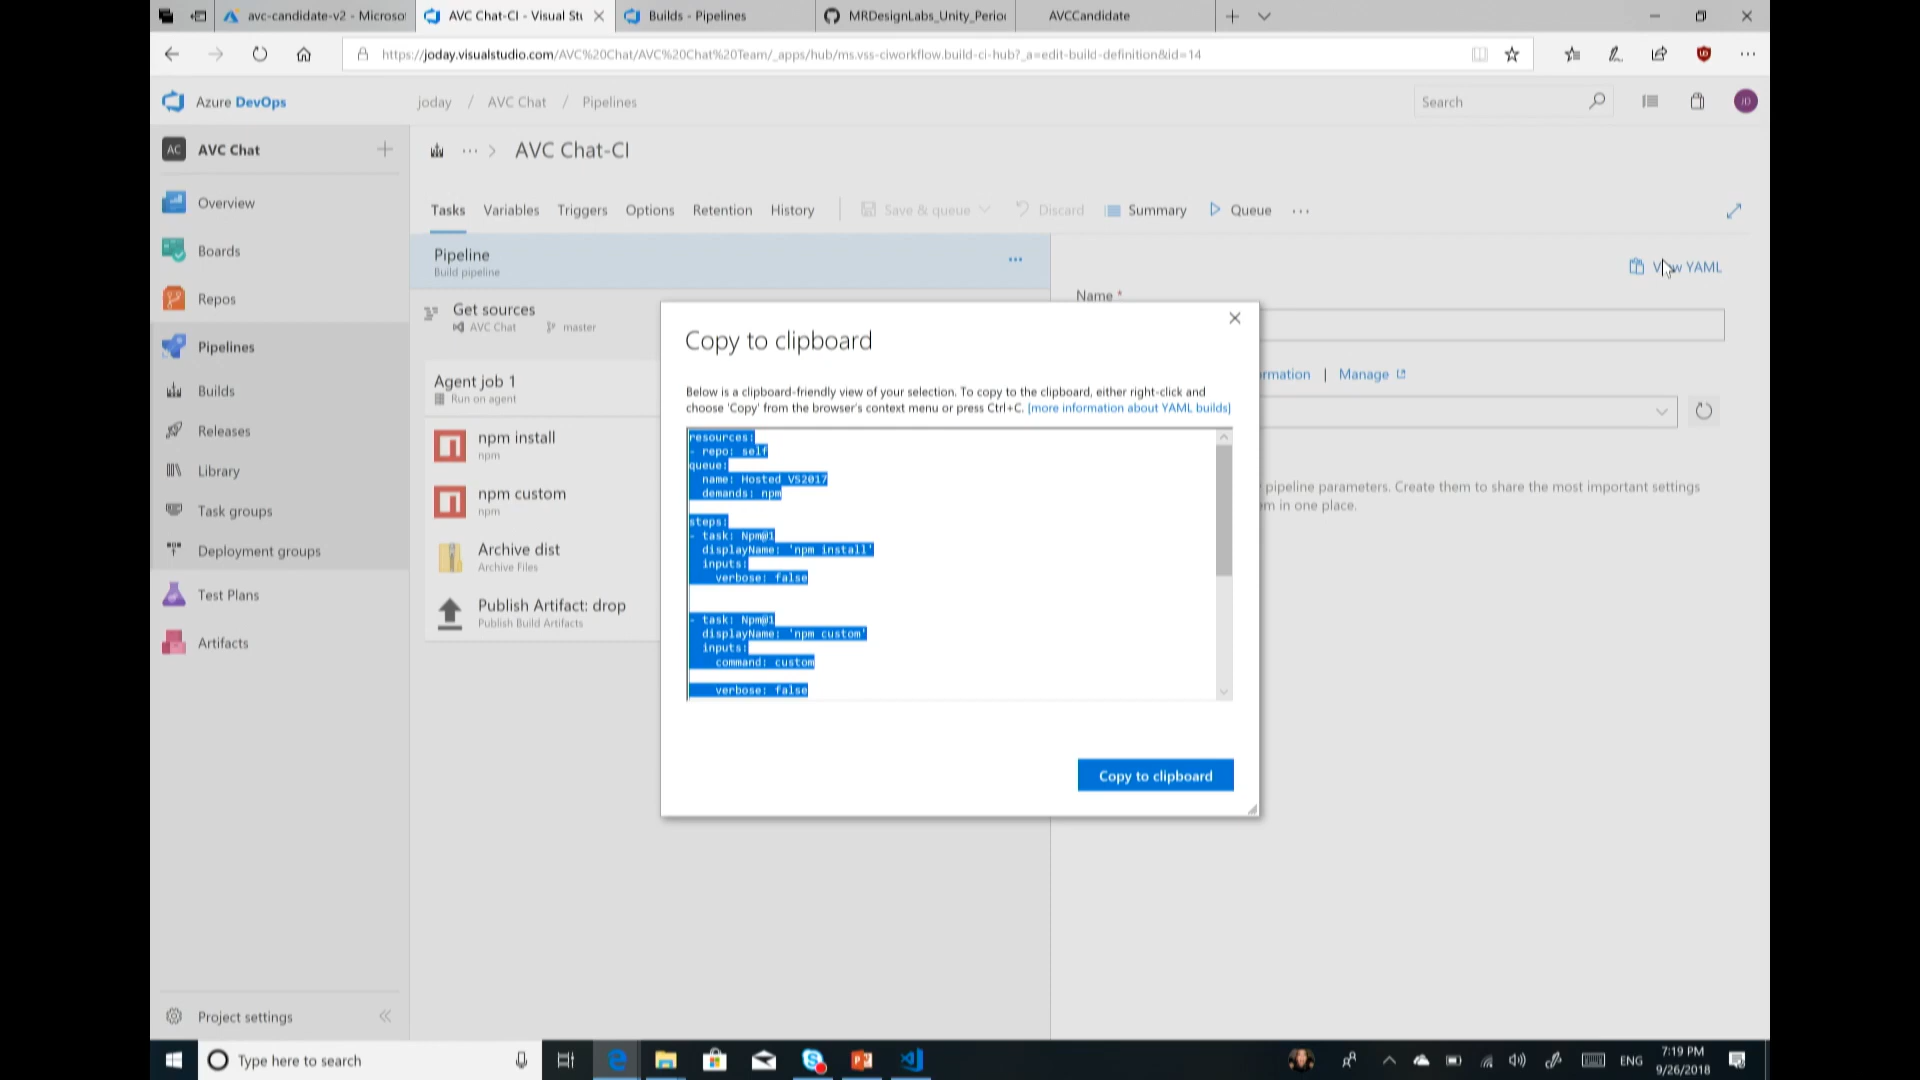 avc-candidate-v2 - Microsof
AVC Chat-CI - Visual Stu
Builds - Pipelines
MRDesignLabs_Unity_Period
AVCCandidate
https://joday.visualstudio.com/AVC%20Chat/AVC%20Chat%20Team/_apps/hub/ms.vss-ciworkflow.build-ci-hub?_a=edit-build-definition&id=14
Azure DevOps
joday / AVC Chat / Pipelines
Search
JD
AC AVC Chat
Overview
Boards
Repos
Pipelines
Builds
Releases
Library
Task groups
Deployment groups
Test Plans
Artifacts
Project settings
... > AVC Chat-CI
Tasks Variables Triggers Options Retention History Save & queue Discard Summary Queue ...
Pipeline
Build pipeline
Get sources
AVC Chat master
Agent job 1
Run on agent
npm install
npm
npm custom
npm
Archive dist
Archive Files
Publish Artifact: drop
Publish Build Artifacts
YAML
Name *
rmation | Manage
pipeline parameters. Create them to share the most important settings
m in one place.
Copy to clipboard
Below is a clipboard-friendly view of your selection. To copy to the clipboard, either right-click and
choose 'Copy' from the browser's context menu or press Ctrl+C. [more information about YAML builds]
resources:
- repo: self
queue:
name: Hosted VS2017
demands: npm
steps:
- task: Npm@1
displayName: 'npm install'
inputs:
verbose: false
- task: Npm@1
displayName: 'npm custom'
inputs:
command: custom
verbose: false
Copy to clipboard
Type here to search
ENG
7:19 PM
9/26/2018